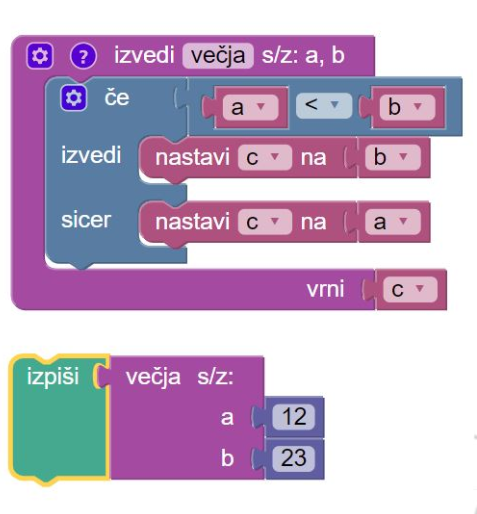 ? izvedi večja s/z: a, b
če a < b
izvedi nastavi c na b
sicer nastavi c na a
vrni c
izpiši večja s/z:
a 12
b 23